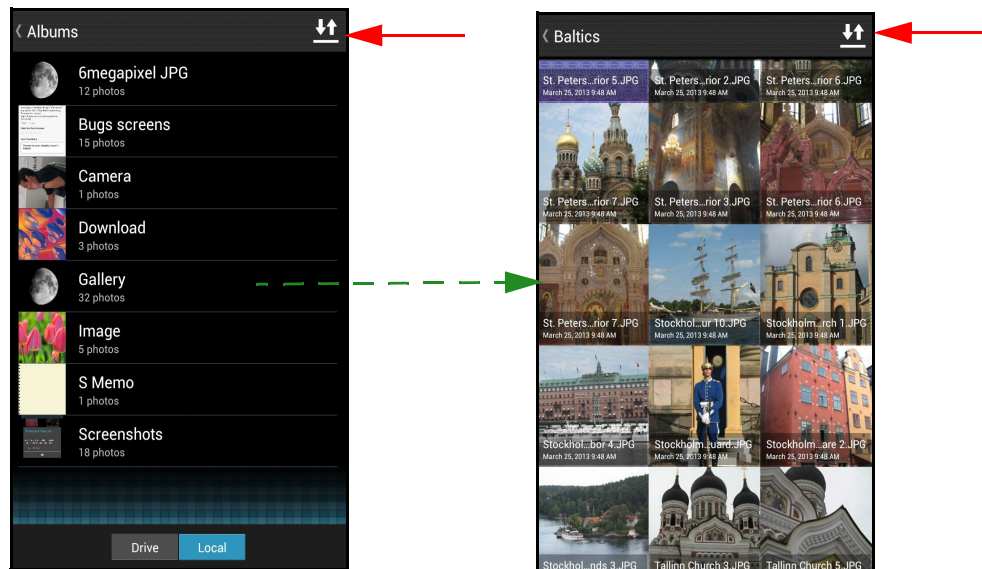 Albums
6megapixel JPG
12 photos
Bugs screens
15 photos
Camera
1 photos
Download
3 photos
Gallery
32 photos
Image
5 photos
S Memo
1 photos
Screenshots
18 photos
Drive Local
Baltics
St. Peters...rior 5.JPG St. Peters...rior 2.JPG St. Peters...rior 6.JPG
March 25, 2013 9:48 AM March 25, 2013 9:48 AM March 25, 2013 9:48 AM
St. Peters...rior 7.JPG St. Peters...rior 3.JPG St. Peters...rior 6.JPG
March 25, 2013 9:48 AM March 25, 2013 9:48 AM March 25, 2013 9:48 AM
St. Peters...rior 7.JPG Stockhol...ur 10.JPG Stockholm...rch 1.JPG
March 25, 2013 9:48 AM March 25, 2013 9:48 AM March 25, 2013 9:48 AM
Stockhol...bor 4.JPG Stockholm...uard.JPG Stockholm...are 2.JPG
March 25, 2013 9:48 AM March 25, 2013 9:48 AM March 25, 2013 9:48 AM
Stockhol...nds 3.JPG Tallinn Church 3.JPG Tallinn Church 5.JPG